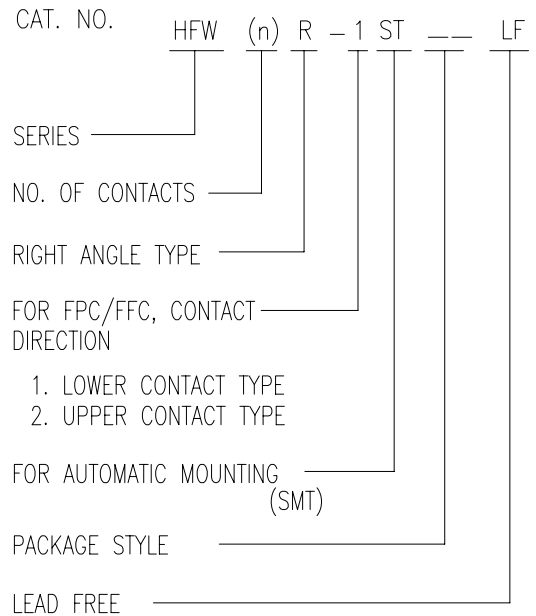 CAT. NO.
HFW (n) R - 1 ST __ LF
SERIES
NO. OF CONTACTS
RIGHT ANGLE TYPE
FOR FPC/FFC, CONTACT
DIRECTION
1. LOWER CONTACT TYPE
2. UPPER CONTACT TYPE
FOR AUTOMATIC MOUNTING
(SMT)
PACKAGE STYLE
LEAD FREE